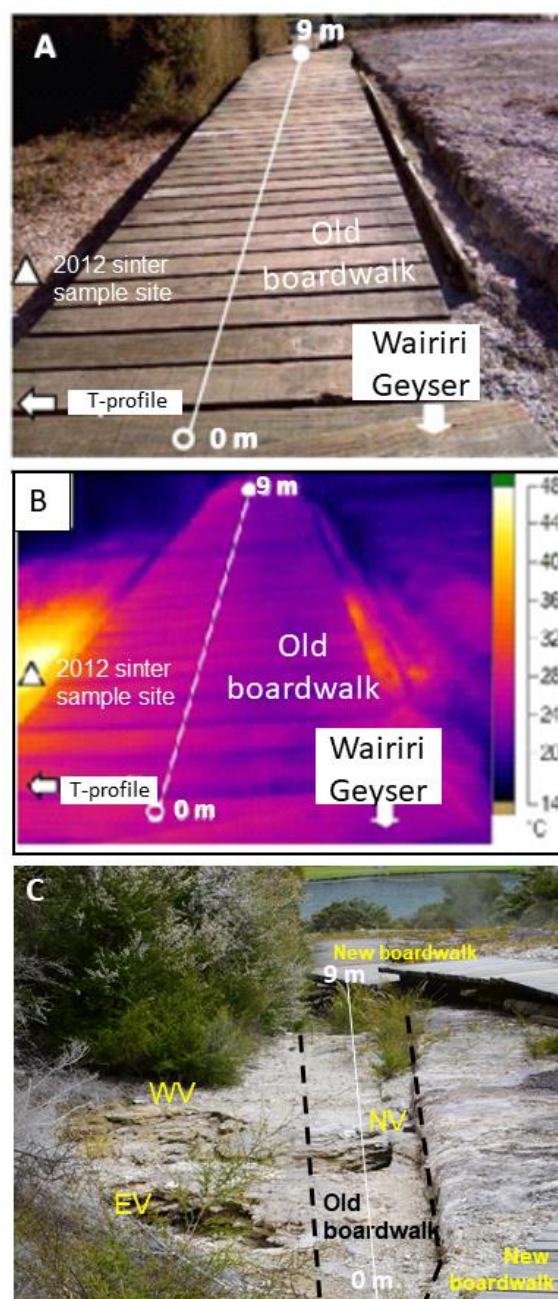 A
9 m
Old
boardwalk
2012 sinter
sample site
Wairiri
Geyser
T-profile
0 m
B
9 m
48
44
40
36
32
28
24
20
14
°C
Old
boardwalk
2012 sinter
sample site
Wairiri
Geyser
T-profile
0 m
C
New boardwalk
9 m
WV
NV
EV
Old
boardwalk
New
boardwalk
0 m